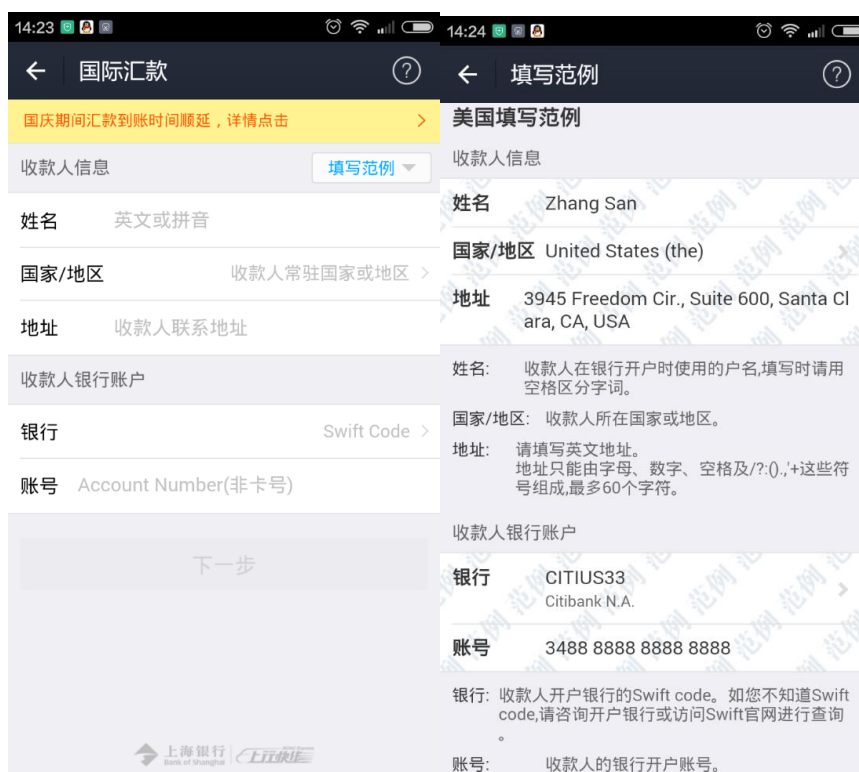 14:23
国际汇款
?
国庆期间汇款到账时间顺延，详情点击
收款人信息
填写范例
姓名 英文或拼音
国家/地区 收款人常驻国家或地区
地址 收款人联系地址
收款人银行账户
银行 Swift Code
账号 Account Number(非卡号)
下一步
上海银行
Bank of Shanghai
上行快线
14:24
填写范例
?
美国填写范例
收款人信息
姓名 Zhang San
国家/地区 United States (the)
地址 3945 Freedom Cir., Suite 600, Santa Cl
ara, CA, USA
姓名: 收款人在银行开户时使用的户名,填写时请用
空格区分字词。
国家/地区: 收款人所在国家或地区。
地址: 请填写英文地址。
地址只能由字母、数字、空格及/?:().,'+这些符
号组成,最多60个字符。
收款人银行账户
银行 CITIUS33
Citibank N.A.
账号 3488 8888 8888 8888
银行: 收款人开户银行的Swift code。如您不知道Swift
code,请咨询开户银行或访问Swift官网进行查询
。
账号: 收款人的银行开户账号。
范例